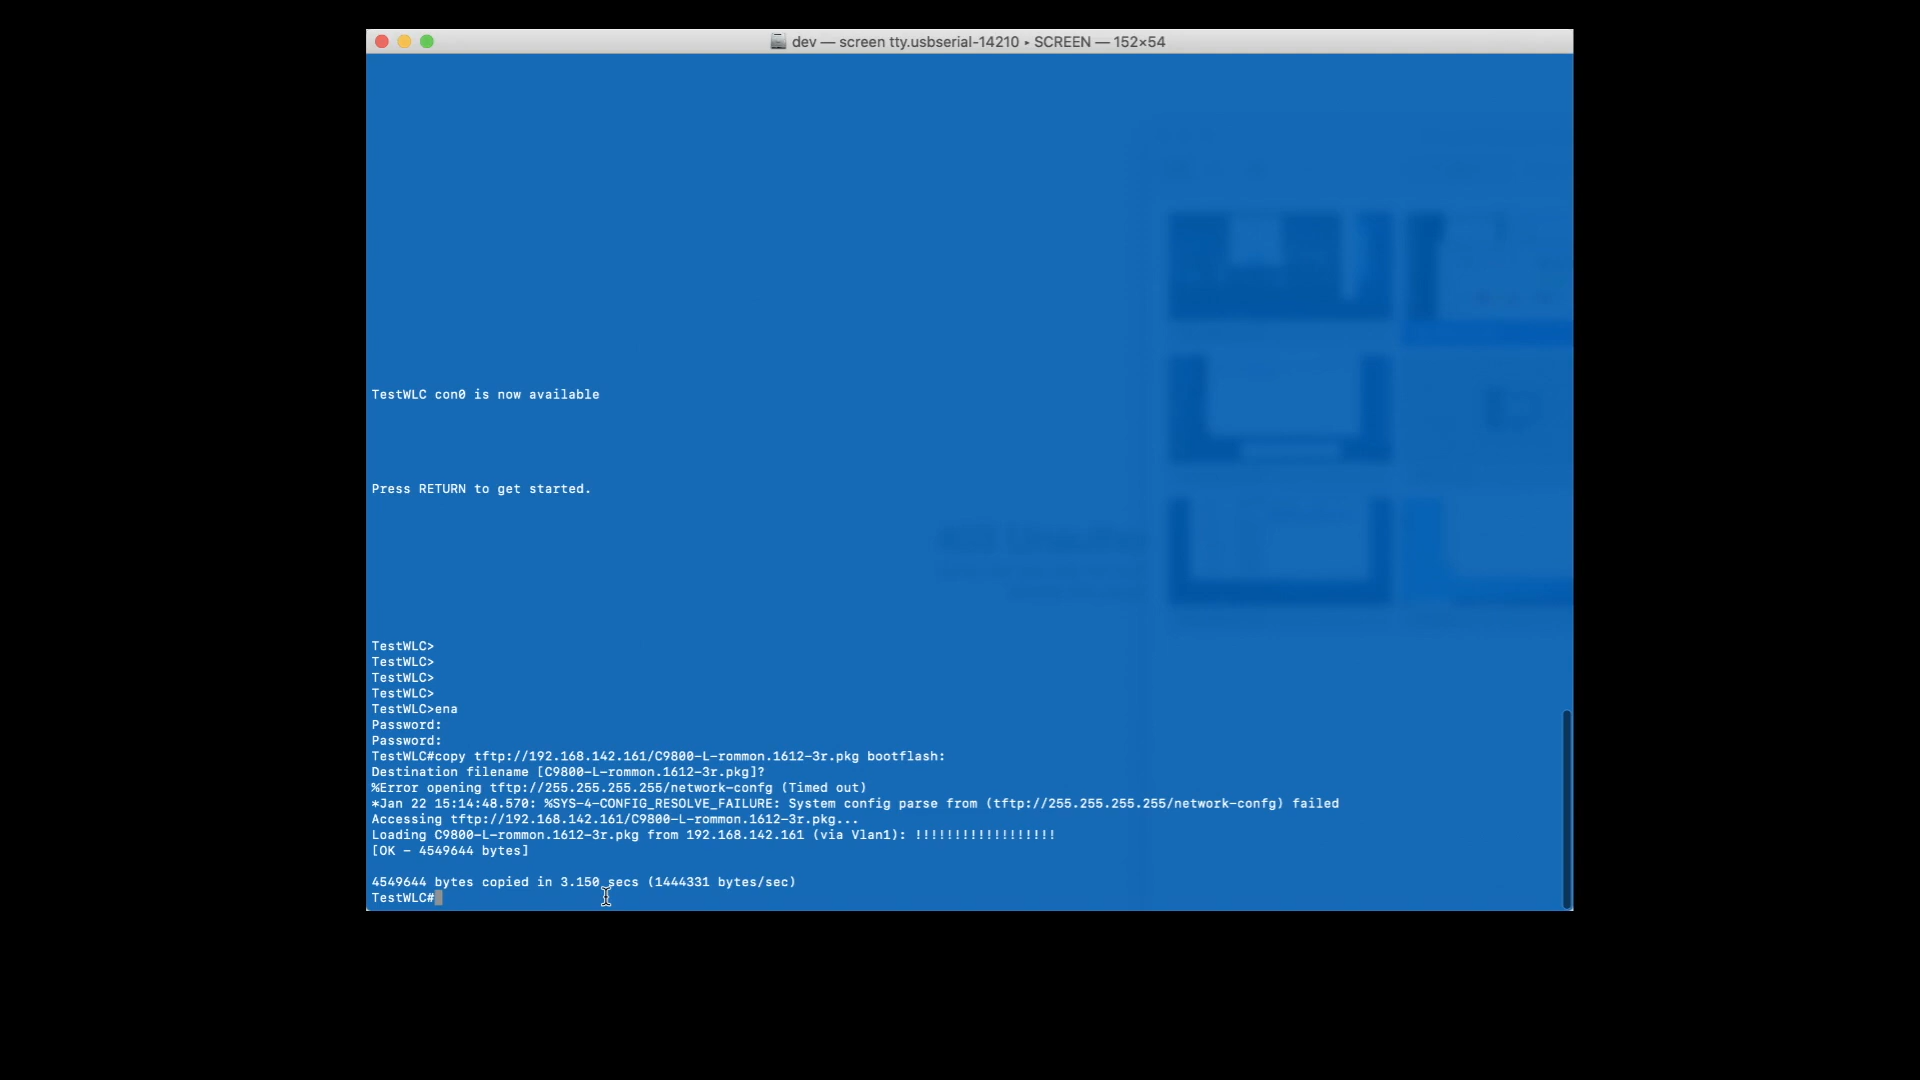 dev — screen tty.usbserial-14210 ▸ SCREEN — 152×54
TestWLC con0 is now available
Press RETURN to get started.
TestWLC>
TestWLC>
TestWLC>
TestWLC>
TestWLC>ena
Password:
Password:
TestWLC#copy tftp://192.168.142.161/C9800-L-rommon.1612-3r.pkg bootflash:
Destination filename [C9800-L-rommon.1612-3r.pkg]?
%Error opening tftp://255.255.255.255/network-confg (Timed out)
*Jan 22 15:14:48.570: %SYS-4-CONFIG_RESOLVE_FAILURE: System config parse from (tftp://255.255.255.255/network-confg) failed
Accessing tftp://192.168.142.161/C9800-L-rommon.1612-3r.pkg...
Loading C9800-L-rommon.1612-3r.pkg from 192.168.142.161 (via Vlan1): !!!!!!!!!!!!!!!!!!
[OK - 4549644 bytes]
4549644 bytes copied in 3.150 secs (1444331 bytes/sec)
TestWLC#